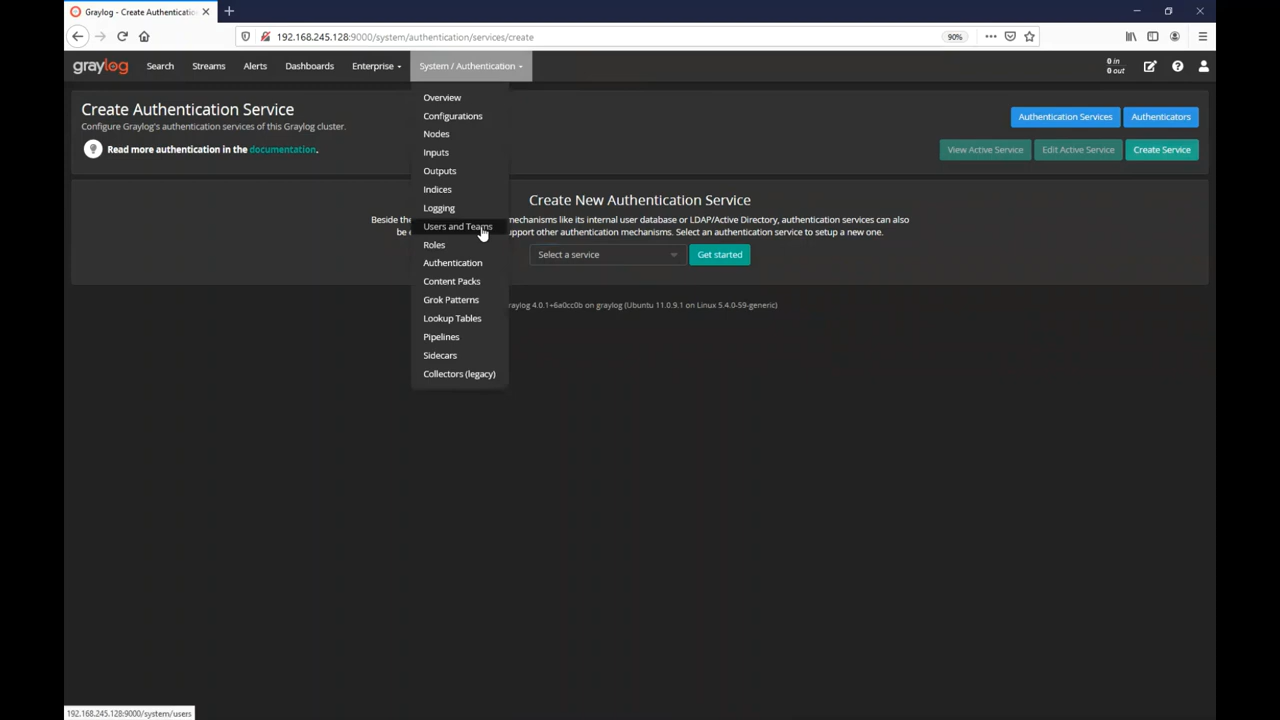 Graylog - Create Authenticatio
192.168.245.128:9000/system/authentication/services/create
90%
graylog
Search
Streams
Alerts
Dashboards
Enterprise
System / Authentication
0 in
0 out
Overview
Configurations
Nodes
Inputs
Outputs
Indices
Logging
Users and Teams
Roles
Authentication
Content Packs
Grok Patterns
Lookup Tables
Pipelines
Sidecars
Collectors (legacy)
Create Authentication Service
Configure Graylog's authentication services of this Graylog cluster.
Read more authentication in the documentation.
Authentication Services
Authenticators
View Active Service
Edit Active Service
Create Service
Create New Authentication Service
Beside the mechanisms like its internal user database or LDAP/Active Directory, authentication services can also
be support other authentication mechanisms. Select an authentication service to setup a new one.
Select a service
Get started
raylog 4.0.1+6a0cc0b on graylog (Ubuntu 11.0.9.1 on Linux 5.4.0-59-generic)
192.168.245.128:9000/system/users